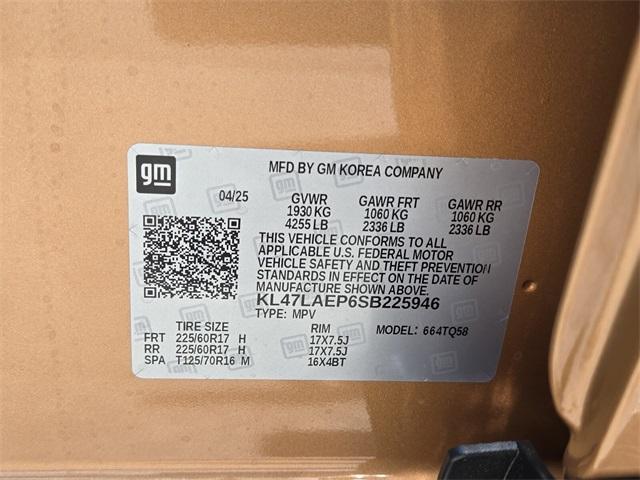 gm
MFD BY GM KOREA COMPANY
04/25 GVWR GAWR FRT GAWR RR
1930 KG 1060 KG 1060 KG
4255 LB 2336 LB 2336 LB
THIS VEHICLE CONFORMS TO ALL
APPLICABLE U.S. FEDERAL MOTOR
VEHICLE SAFETY AND THEFT PREVENTION
STANDARDS IN EFFECT ON THE DATE OF
MANUFACTURE SHOWN ABOVE.
KL47LAEP6SB225946
TYPE: MPV
TIRE SIZE RIM MODEL: 664TQ58
FRT 225/60R17 H 17X7.5J
RR 225/60R17 H 17X7.5J
SPA T125/70R16 M 16X4BT